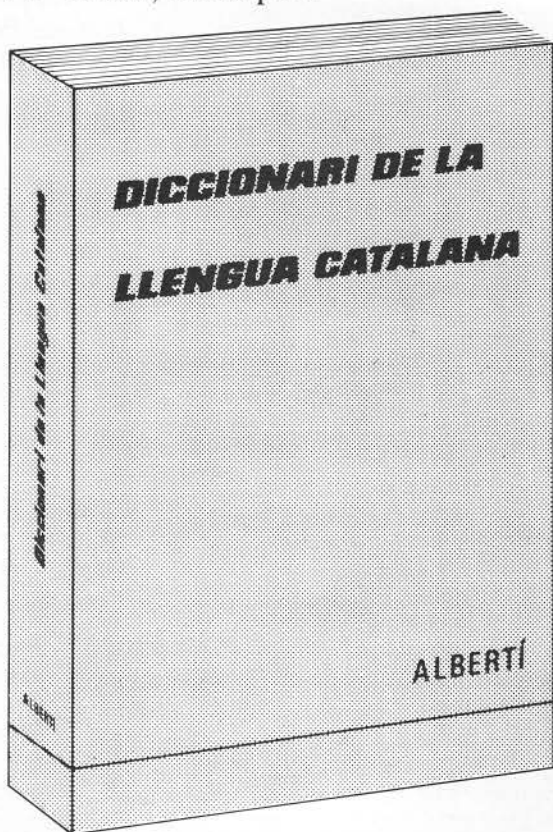 DICCIONARI DE LA
LLENGUA CATALANA
ALBERTÍ
Diccionari de la Llengua Catalana
ALBERTÍ